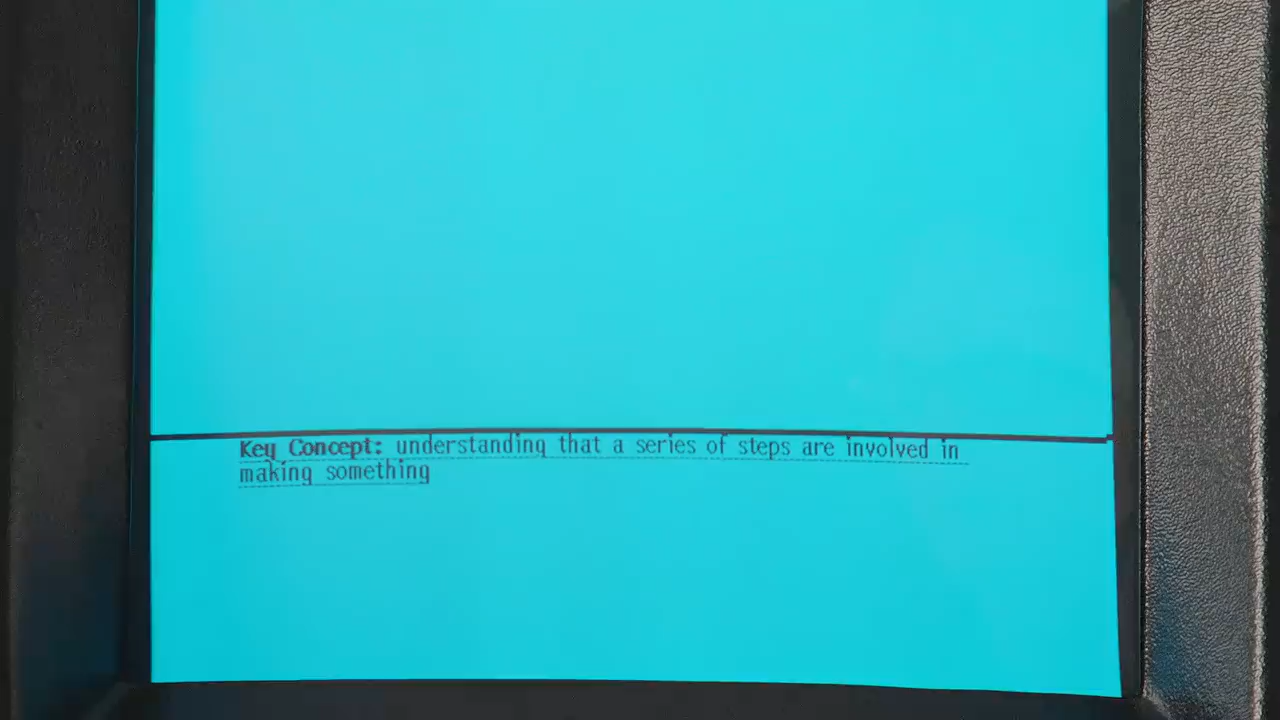 Key Concept: understanding that a series of steps are involved in
making something